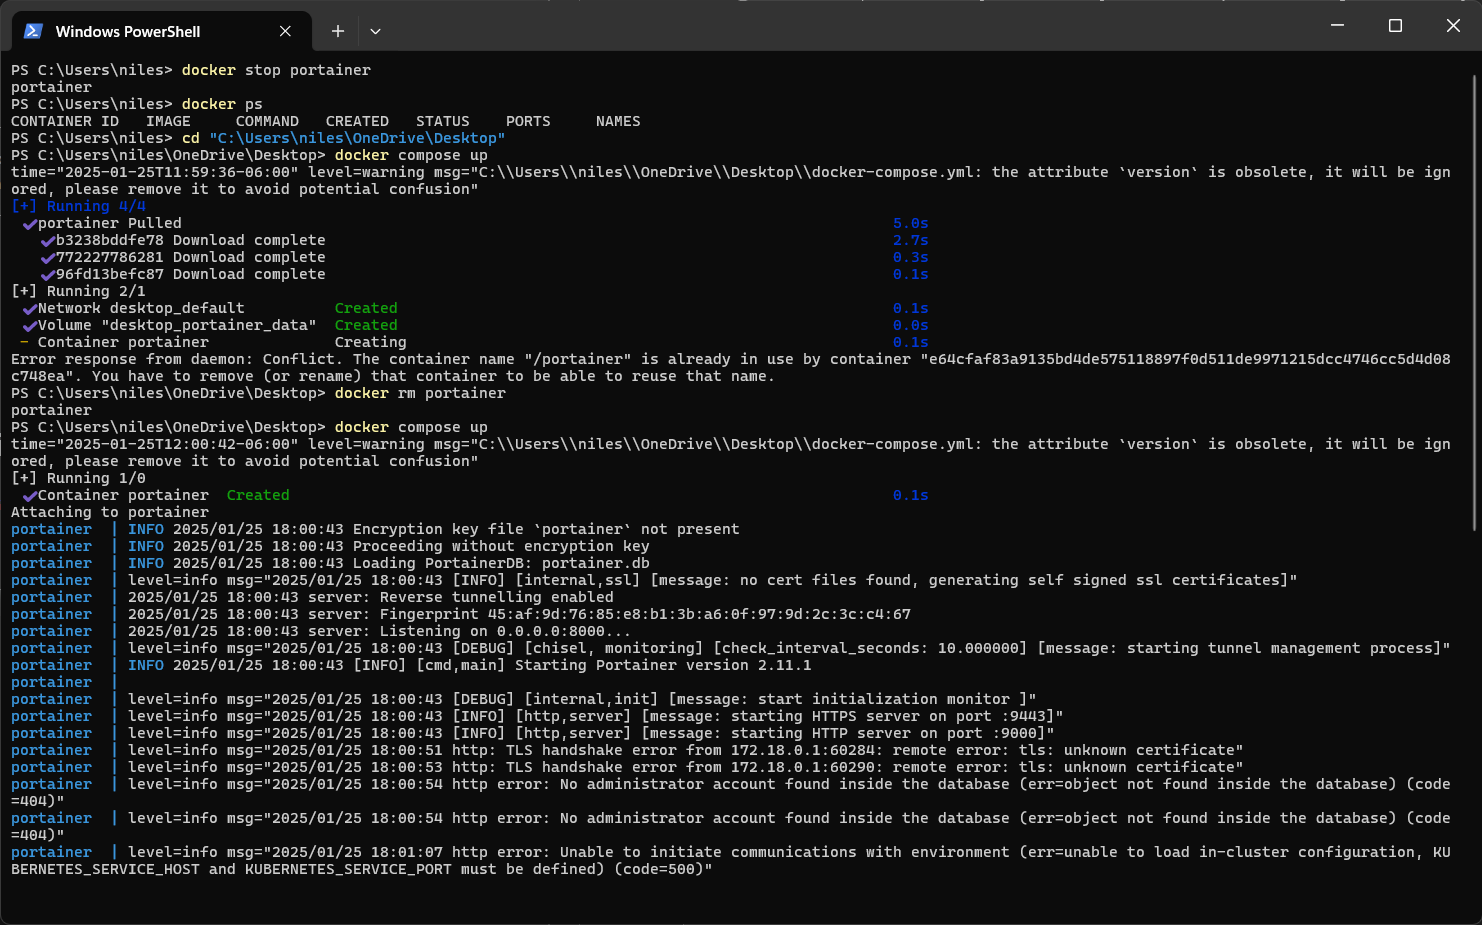 Windows PowerShell
PS C:\Users\niles> docker stop portainer
portainer
PS C:\Users\niles> docker ps
CONTAINER ID   IMAGE     COMMAND   CREATED   STATUS    PORTS     NAMES
PS C:\Users\niles> cd "C:\Users\niles\OneDrive\Desktop"
PS C:\Users\niles\OneDrive\Desktop> docker compose up
time="2025-01-25T11:59:36-06:00" level=warning msg="C:\\Users\\niles\\OneDrive\\Desktop\\docker-compose.yml: the attribute `version` is obsolete, it will be ign
ored, please remove it to avoid potential confusion"
[+] Running 4/4
✔portainer Pulled 5.0s
✔b3238bddfe78 Download complete 2.7s
✔772227786281 Download complete 0.3s
✔96fd13befc87 Download complete 0.1s
[+] Running 2/1
✔Network desktop_default Created 0.1s
✔Volume "desktop_portainer_data" Created 0.0s
- Container portainer Creating 0.1s
Error response from daemon: Conflict. The container name "/portainer" is already in use by container "e64cfaf83a9135bd4de575118897f0d511de9971215dcc4746cc5d4d08
c748ea". You have to remove (or rename) that container to be able to reuse that name.
PS C:\Users\niles\OneDrive\Desktop> docker rm portainer
portainer
PS C:\Users\niles\OneDrive\Desktop> docker compose up
time="2025-01-25T12:00:42-06:00" level=warning msg="C:\\Users\\niles\\OneDrive\\Desktop\\docker-compose.yml: the attribute `version` is obsolete, it will be ign
ored, please remove it to avoid potential confusion"
[+] Running 1/0
✔Container portainer Created 0.1s
Attaching to portainer
portainer  | INFO 2025/01/25 18:00:43 Encryption key file `portainer` not present
portainer  | INFO 2025/01/25 18:00:43 Proceeding without encryption key
portainer  | INFO 2025/01/25 18:00:43 Loading PortainerDB: portainer.db
portainer  | level=info msg="2025/01/25 18:00:43 [INFO] [internal,ssl] [message: no cert files found, generating self signed ssl certificates]"
portainer  | 2025/01/25 18:00:43 server: Reverse tunnelling enabled
portainer  | 2025/01/25 18:00:43 server: Fingerprint 45:af:9d:76:85:e8:b1:3b:a6:0f:97:9d:2c:3c:c4:67
portainer  | 2025/01/25 18:00:43 server: Listening on 0.0.0.0:8000...
portainer  | level=info msg="2025/01/25 18:00:43 [DEBUG] [chisel, monitoring] [check_interval_seconds: 10.000000] [message: starting tunnel management process]"
portainer  | INFO 2025/01/25 18:00:43 [INFO] [cmd,main] Starting Portainer version 2.11.1
portainer  |
portainer  | level=info msg="2025/01/25 18:00:43 [DEBUG] [internal,init] [message: start initialization monitor ]"
portainer  | level=info msg="2025/01/25 18:00:43 [INFO] [http,server] [message: starting HTTPS server on port :9443]"
portainer  | level=info msg="2025/01/25 18:00:43 [INFO] [http,server] [message: starting HTTP server on port :9000]"
portainer  | level=info msg="2025/01/25 18:00:51 http: TLS handshake error from 172.18.0.1:60284: remote error: tls: unknown certificate"
portainer  | level=info msg="2025/01/25 18:00:53 http: TLS handshake error from 172.18.0.1:60290: remote error: tls: unknown certificate"
portainer  | level=info msg="2025/01/25 18:00:54 http error: No administrator account found inside the database (err=object not found inside the database) (code
=404)"
portainer  | level=info msg="2025/01/25 18:00:54 http error: No administrator account found inside the database (err=object not found inside the database) (code
=404)"
portainer  | level=info msg="2025/01/25 18:01:07 http error: Unable to initiate communications with environment (err=unable to load in-cluster configuration, KU
BERNETES_SERVICE_HOST and KUBERNETES_SERVICE_PORT must be defined) (code=500)"